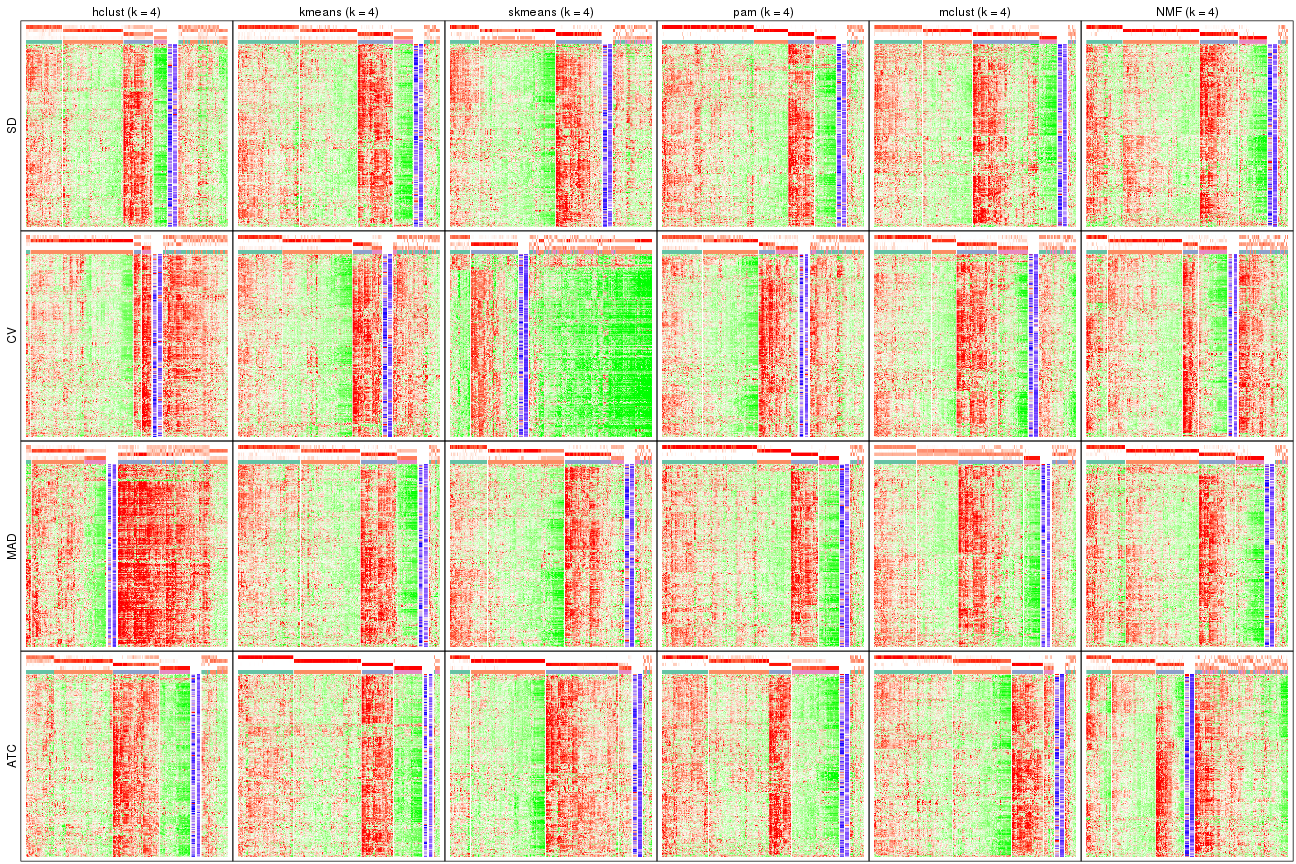 hclust (k = 4)
kmeans (k = 4)
skmeans (k = 4)
pam (k = 4)
mclust (k = 4)
NMF (k = 4)
SD
CV
MAD
ATC